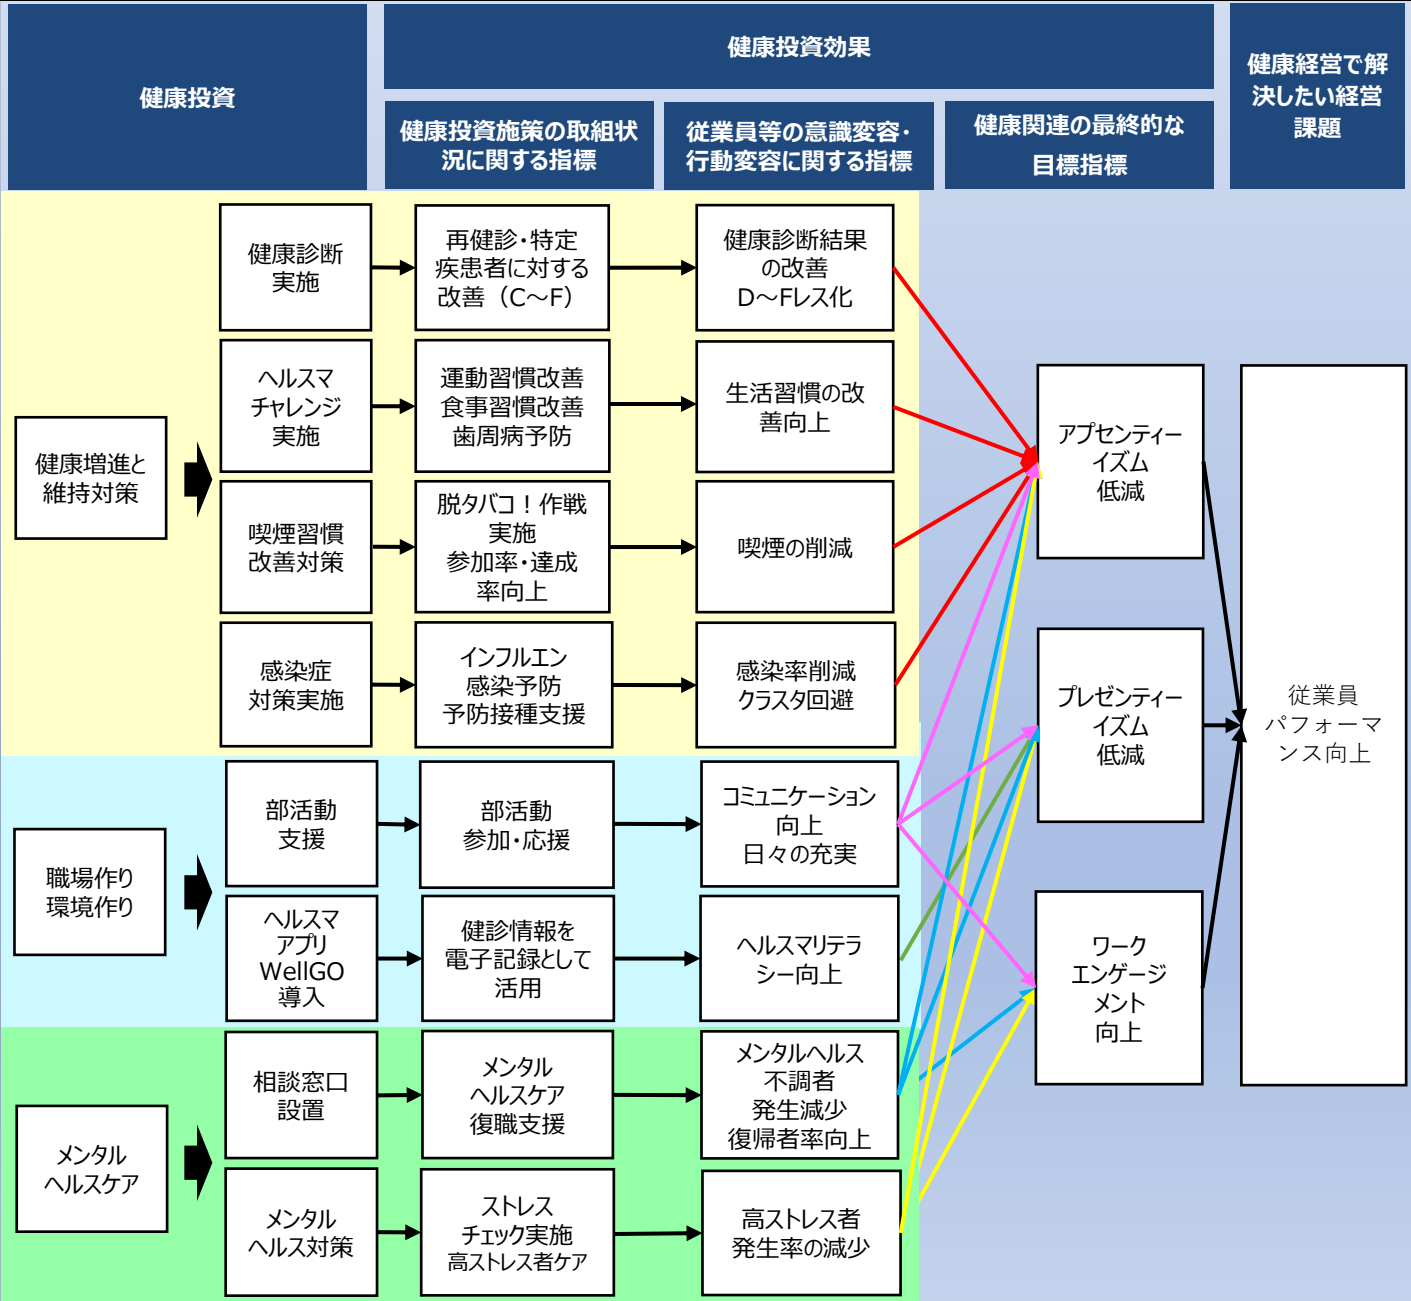 健康投資
健康投資効果
健康経営で解
決したい経営
課題
健康投資施策の取組状
況に関する指標
従業員等の意識変容・
行動変容に関する指標
健康関連の最終的な
目標指標
健康増進と
維持対策
健康診断
実施
再健診・特定
疾患者に対する
改善（C～F）
健康診断結果
の改善
D～Fレス化
ヘルスマ
チャレンジ
実施
運動習慣改善
食事習慣改善
歯周病予防
生活習慣の改
善向上
喫煙習慣
改善対策
脱タバコ！作戦
実施
参加率・達成
率向上
喫煙の削減
感染症
対策実施
インフルエン
感染予防
予防接種支援
感染率削減
クラスタ回避
職場作り
環境作り
部活動
支援
部活動
参加・応援
コミュニケーション
向上
日々の充実
ヘルスマ
アプリ
WellGO
導入
健診情報を
電子記録として
活用
ヘルスマリテラ
シー向上
メンタル
ヘルスケア
相談窓口
設置
メンタル
ヘルスケア
復職支援
メンタルヘルス
不調者
発生減少
復帰者率向上
メンタル
ヘルス対策
ストレス
チェック実施
高ストレス者ケア
高ストレス者
発生率の減少
アプセンティー
イズム
低減
プレゼンティー
イズム
低減
ワーク
エンゲージ
メント
向上
従業員
パフォーマ
ンス向上